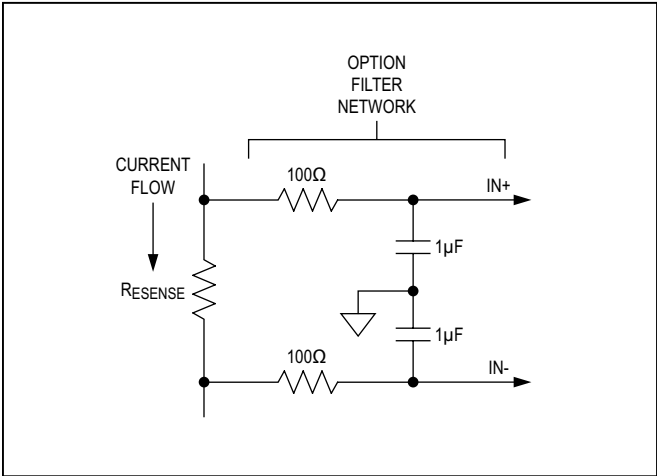 OPTION
FILTER
NETWORK
CURRENT
FLOW
100Ω
IN+
1µF
RESENSE
1µF
100Ω
IN-